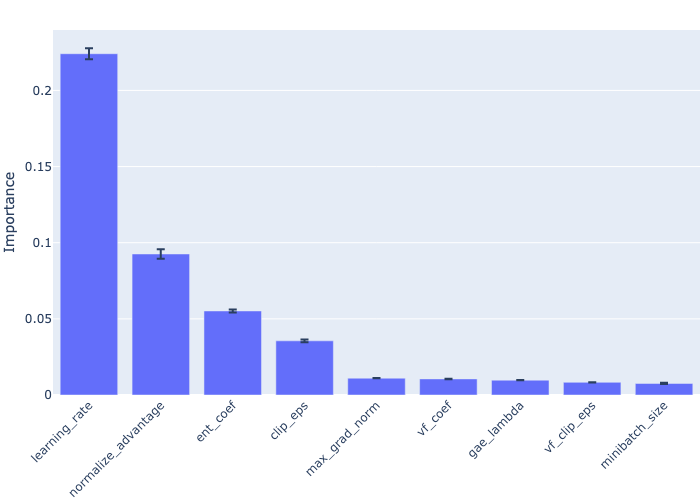 Importance
0.2
0.15
0.1
0.05
0
learning_rate
normalize_advantage
ent_coef
clip_eps
max_grad_norm
vf_coef
gae_lambda
vf_clip_eps
minibatch_size